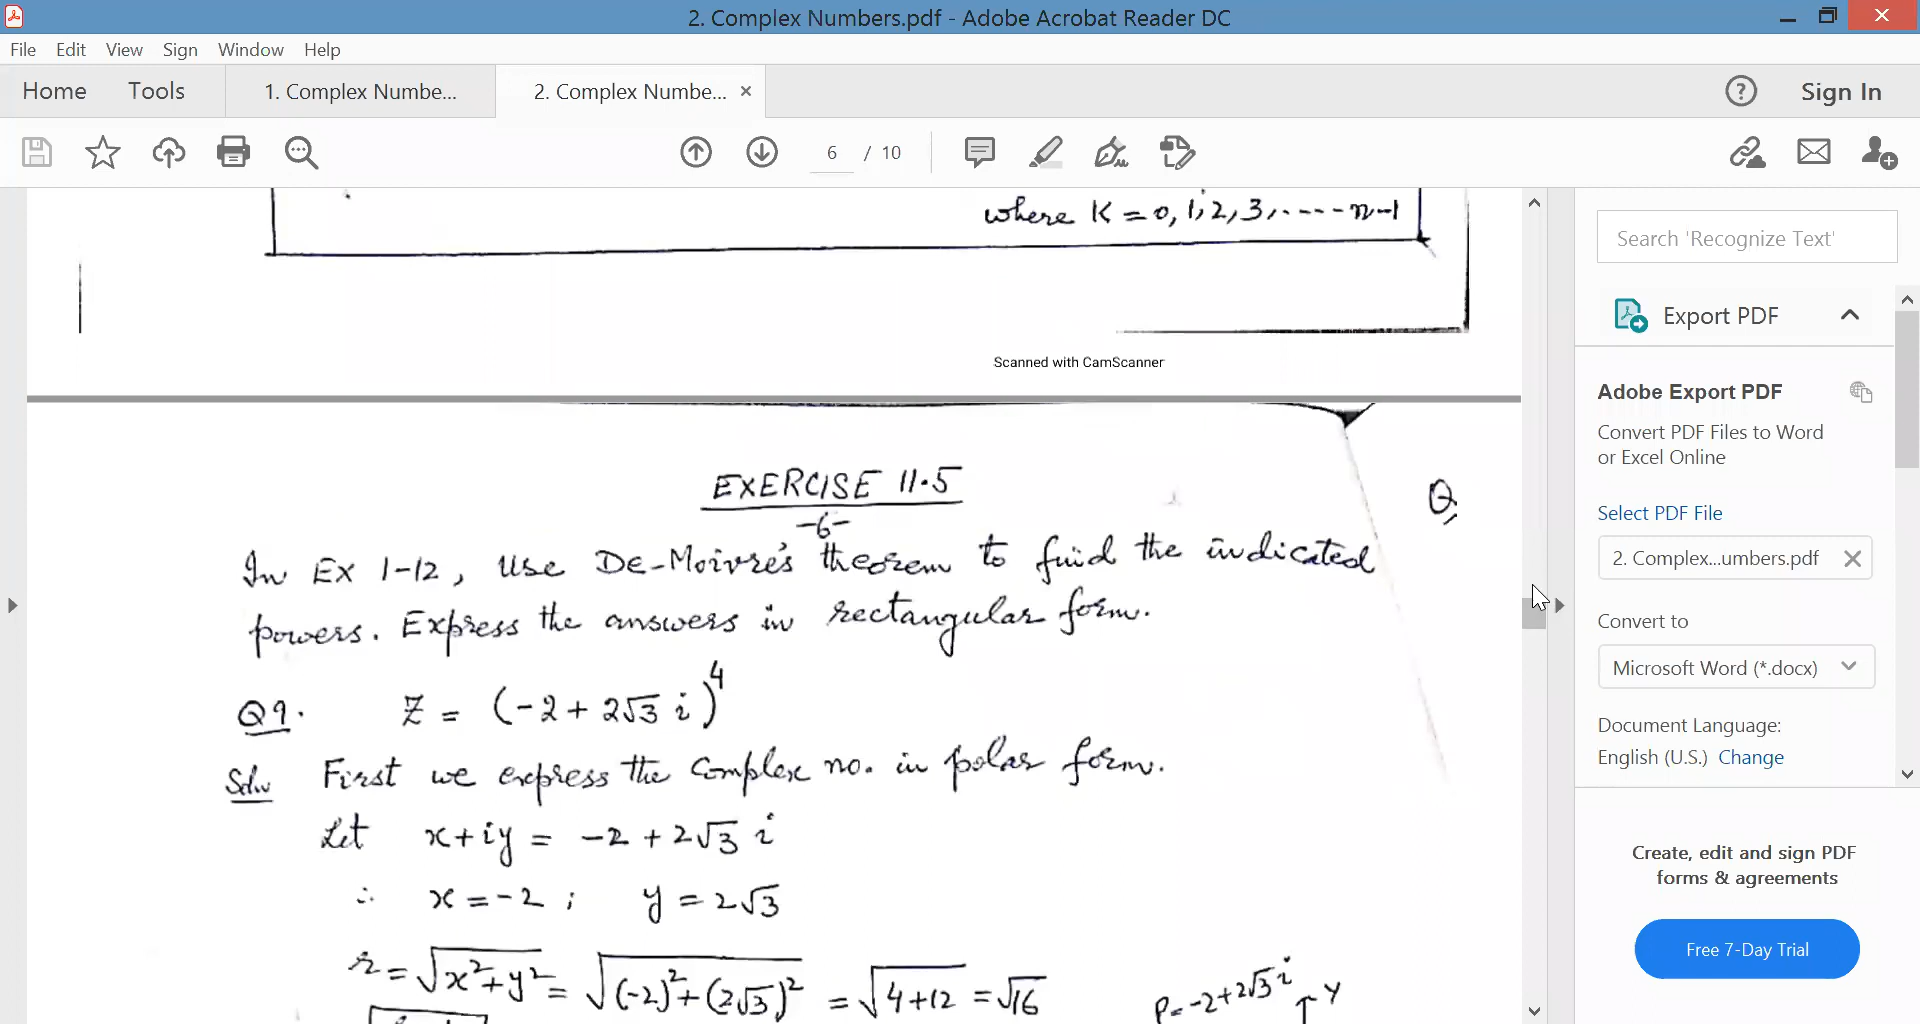 2. Complex Numbers.pdf - Adobe Acrobat Reader DC
File Edit View Sign Window Help
Home Tools 1. Complex Numbe... 2. Complex Numbe... × Sign In
6 / 10
where K = 0, 1, 2, 3, ---- n-1
Scanned with CamScanner
EXERCISE 11.5
-6-
Q,
In Ex 1-12, Use De-Moivre's theorem to find the indicated
powers. Express the answers in rectangular form.
Q9. Z = (-2 + 2√3 i)⁴
Soln First we express the complex no. in polar form.
Let x+iy = -2 + 2√3 i
∴ x = -2 ; y = 2√3
r = √x²+y² = √(-2)²+(2√3)² = √4+12 = √16
P = -2+2√3 i
Y
Search 'Recognize Text'
Export PDF
Adobe Export PDF
Convert PDF Files to Word
or Excel Online
Select PDF File
2. Complex...umbers.pdf
Convert to
Microsoft Word (*.docx)
Document Language:
English (U.S.) Change
Create, edit and sign PDF
forms & agreements
Free 7-Day Trial